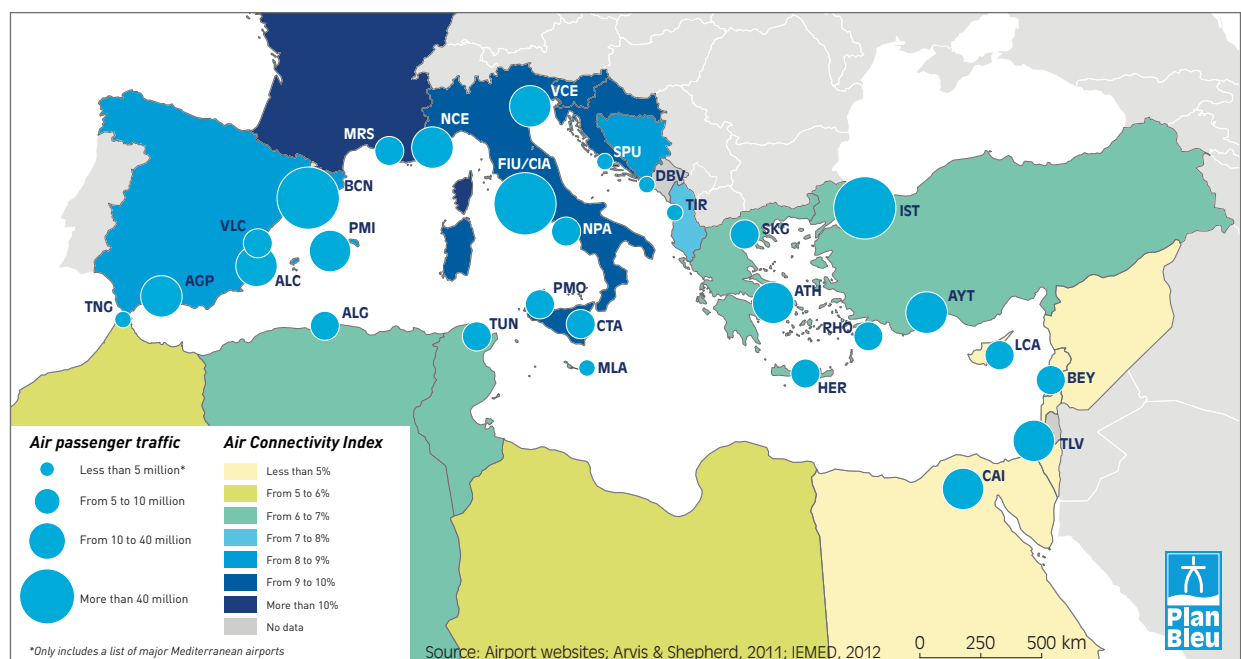 VCE
NCE
MRS
SPU
FIU/CIA
DBV
BCN
TIR
IST
VLC
PMI
NPA
SKG
AGP
ALC
PMO
ATH
AYT
TNG
ALG
TUN
CTA
RHO
LCA
MLA
HER
BEY
TLV
CAI
Air passenger traffic
Less than 5 million*
From 5 to 10 million
From 10 to 40 million
More than 40 million
*Only includes a list of major Mediterranean airports
Air Connectivity Index
Less than 5%
From 5 to 6%
From 6 to 7%
From 7 to 8%
From 8 to 9%
From 9 to 10%
More than 10%
No data
Source: Airport websites; Arvis & Shepherd, 2011; IEMED, 2012
0 250 500 km
Plan
Bleu